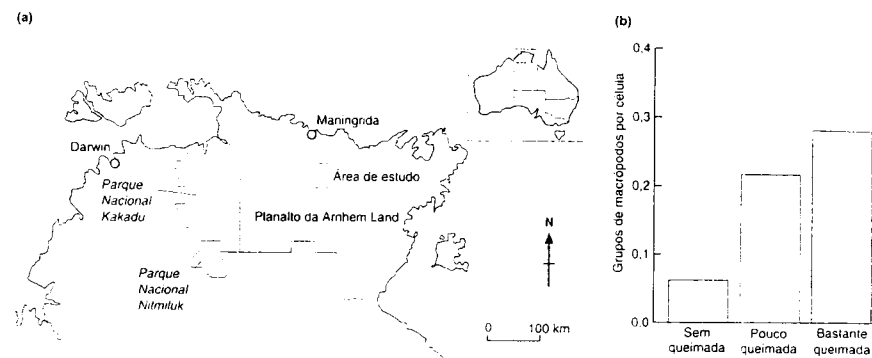 (a)
Maningrida
Darwin
Área de estudo
Parque
Nacional
Kakadu
Planalto da Arnhem Land
Parque
Nacional
Nitmiluk
N
0 100 km
(b)
Grupos de macrópodos por célula
0,4
0,3
0,2
0,1
0,0
Sem
queimada
Pouco
queimada
Bastante
queimada